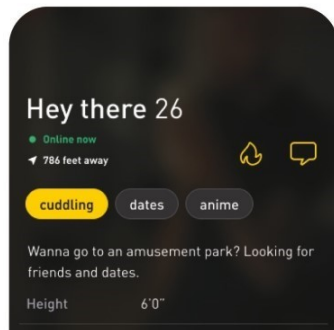 Hey there 26
Online now
786 feet away
cuddling dates anime
Wanna go to an amusement park? Looking for
friends and dates.
Height 6'0"